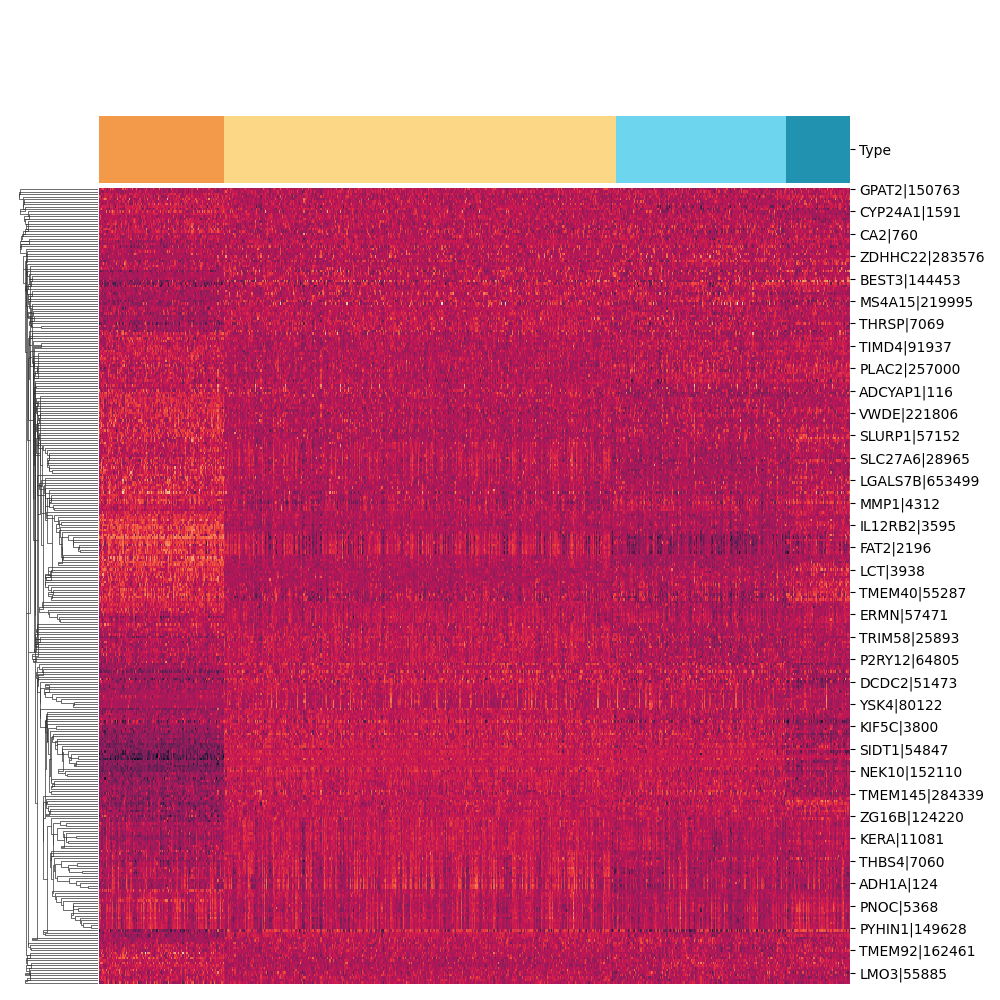 Type
GPAT2|150763
CYP24A1|1591
CA2|760
ZDHHC22|283576
BEST3|144453
MS4A15|219995
THRSP|7069
TIMD4|91937
PLAC2|257000
ADCYAP1|116
VWDE|221806
SLURP1|57152
SLC27A6|28965
LGALS7B|653499
MMP1|4312
IL12RB2|3595
FAT2|2196
LCT|3938
TMEM40|55287
ERMN|57471
TRIM58|25893
P2RY12|64805
DCDC2|51473
YSK4|80122
KIF5C|3800
SIDT1|54847
NEK10|152110
TMEM145|284339
ZG16B|124220
KERA|11081
THBS4|7060
ADH1A|124
PNOC|5368
PYHIN1|149628
TMEM92|162461
LMO3|55885